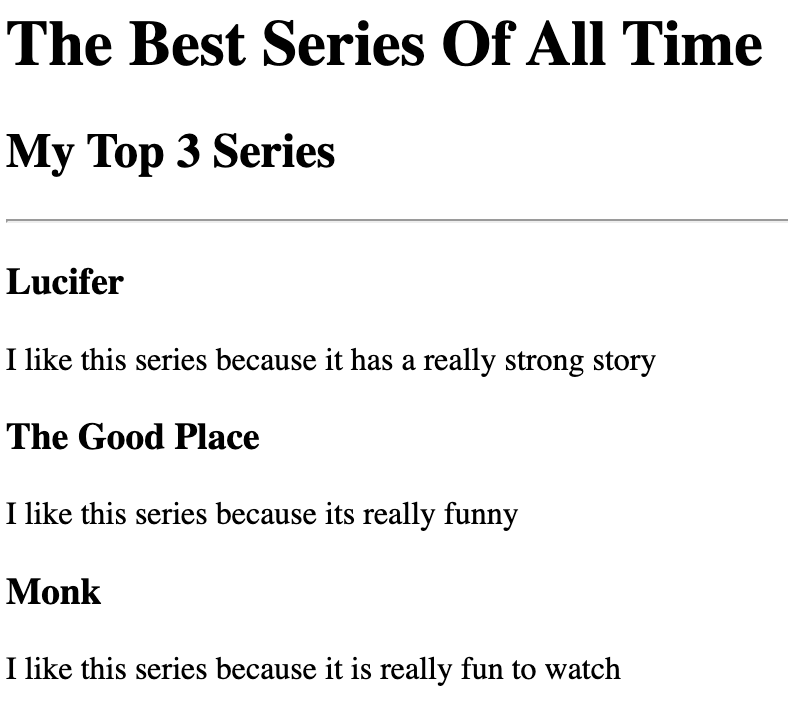 The Best Series Of All Time
My Top 3 Series
Lucifer
I like this series because it has a really strong story
The Good Place
I like this series because its really funny
Monk
I like this series because it is really fun to watch